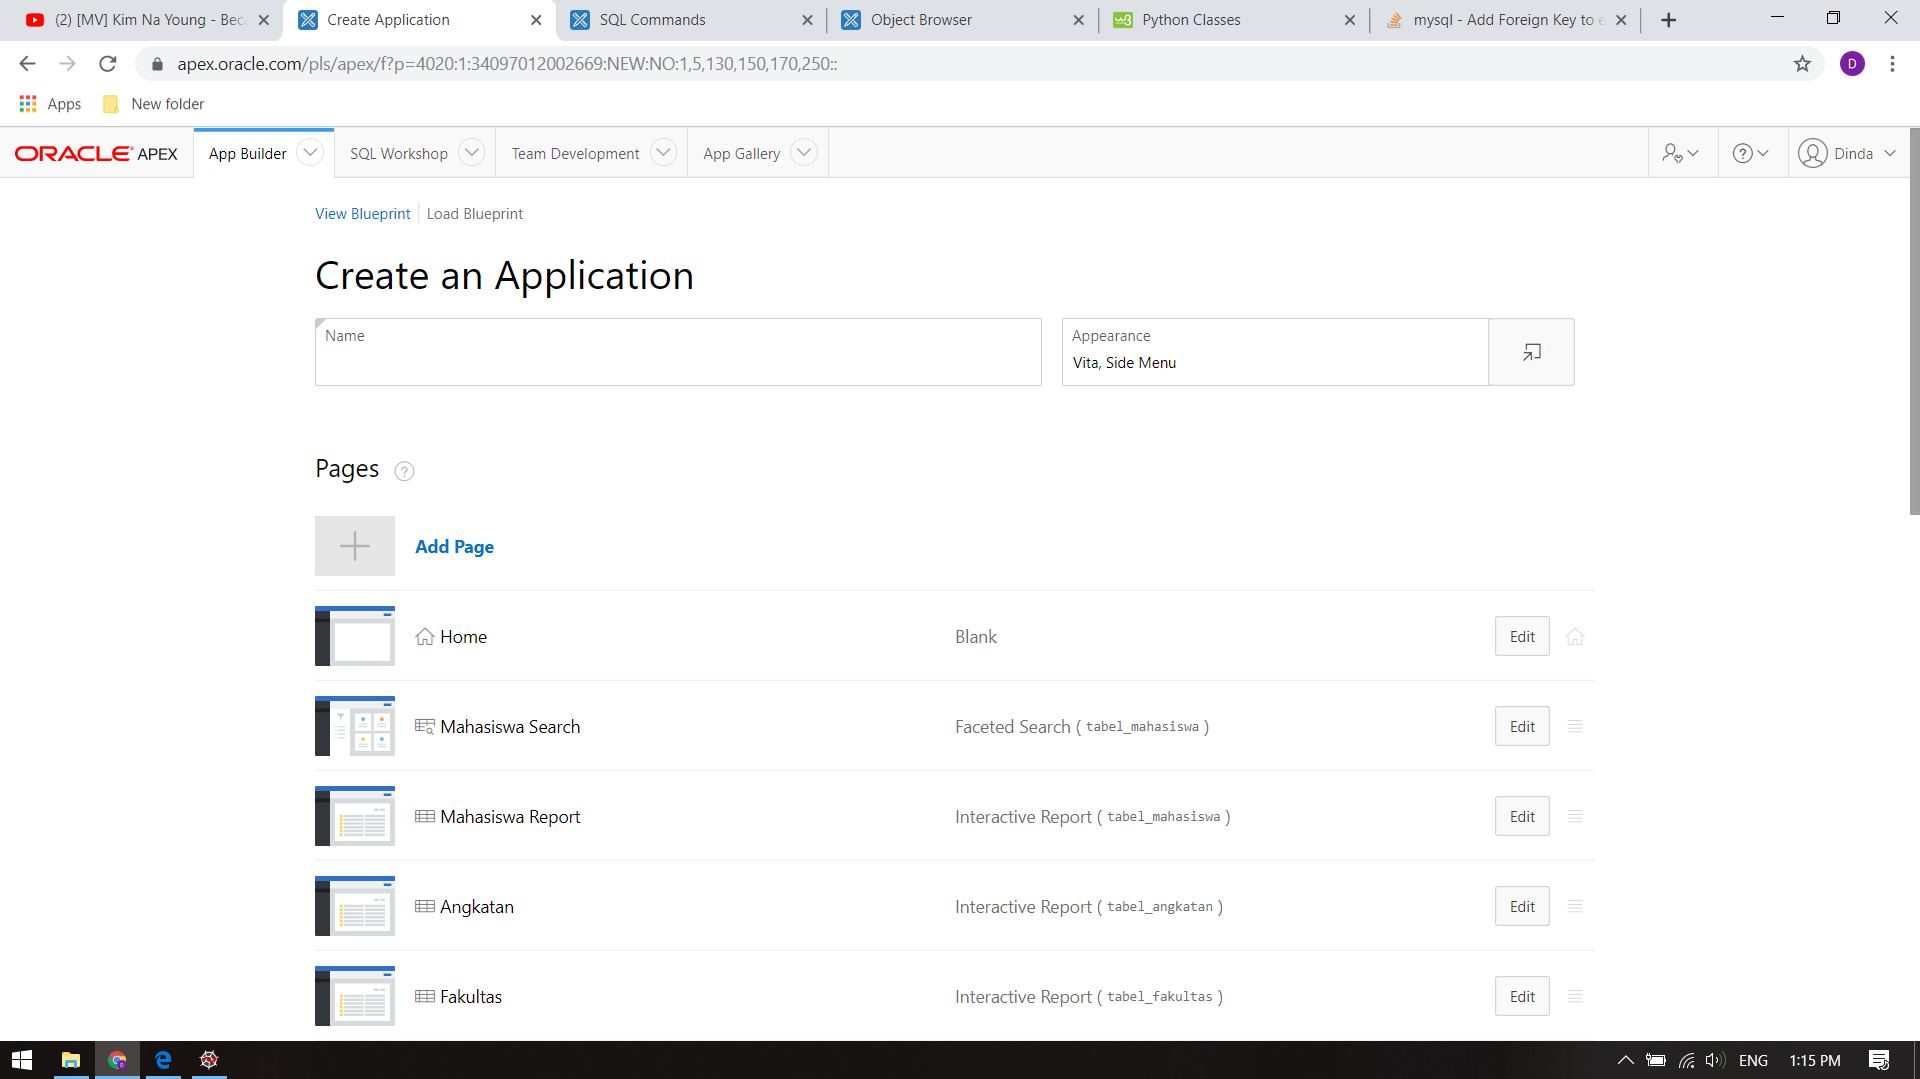 (2) [MV] Kim Na Young - Beca
Create Application
SQL Commands
Object Browser
Python Classes
mysql - Add Foreign Key to e
apex.oracle.com/pls/apex/f?p=4020:1:34097012002669:NEW:NO:1,5,130,150,170,250::
D
Apps
New folder
ORACLE APEX
App Builder
SQL Workshop
Team Development
App Gallery
Dinda
View Blueprint
Load Blueprint
Create an Application
Name
Appearance
Vita, Side Menu
Pages ?
Add Page
Home Blank Edit
Mahasiswa Search Faceted Search ( tabel_mahasiswa ) Edit
Mahasiswa Report Interactive Report ( tabel_mahasiswa ) Edit
Angkatan Interactive Report ( tabel_angkatan ) Edit
Fakultas Interactive Report ( tabel_fakultas ) Edit
ENG
1:15 PM